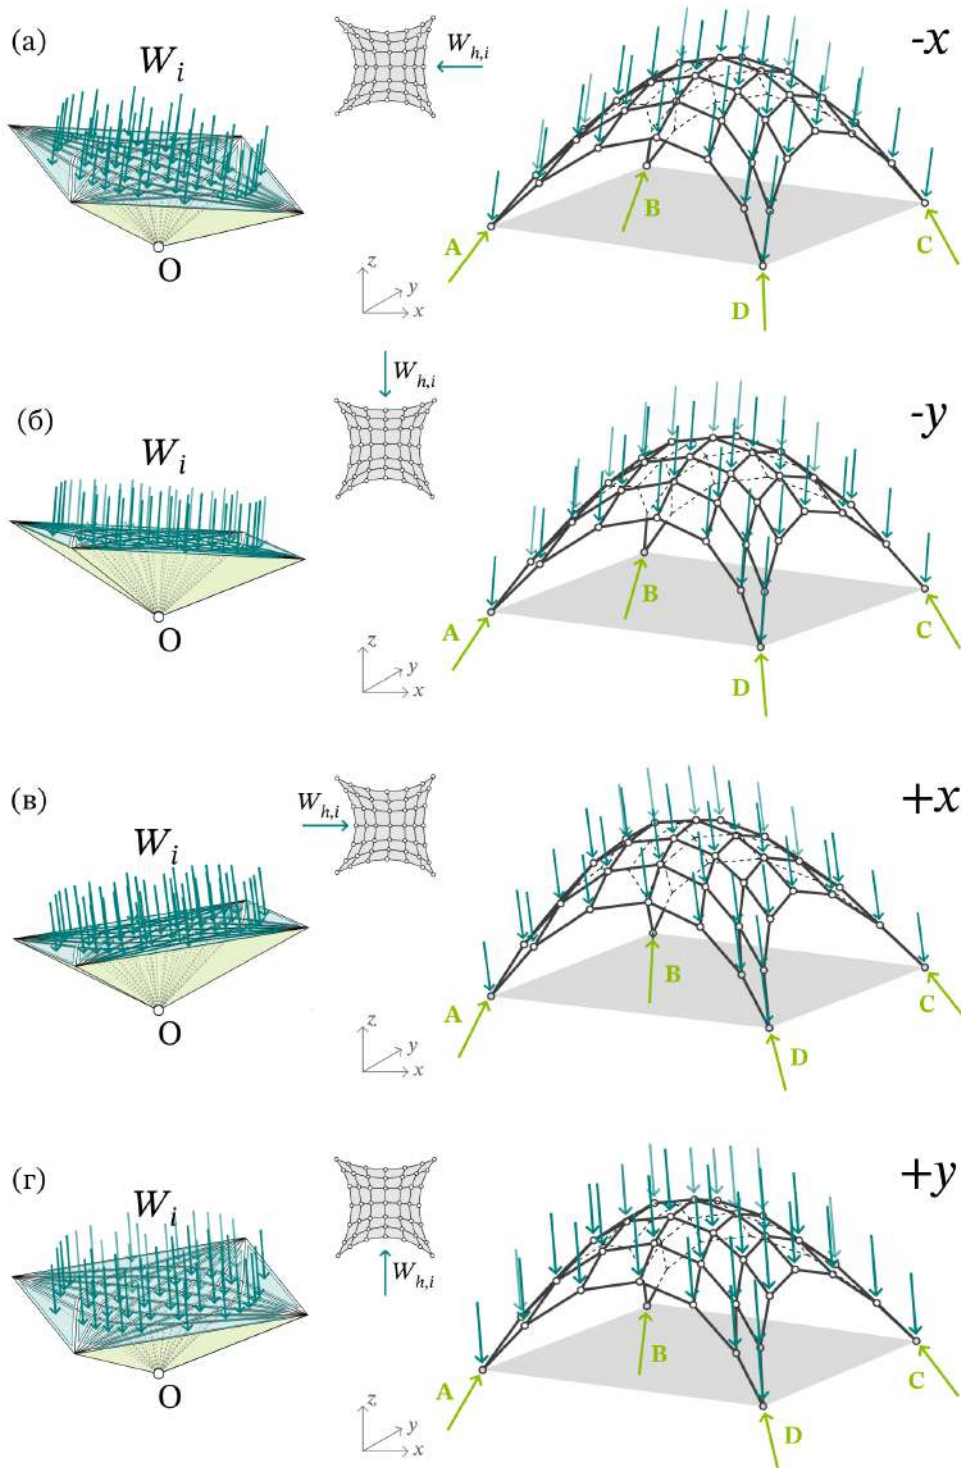 (а)
W_i
W_{h,i}
-x
O
z
y
x
A
B
C
D
(б)
W_i
W_{h,i}
-y
O
z
y
x
A
B
C
D
(в)
W_i
W_{h,i}
+x
O
z
y
x
A
B
C
D
(г)
W_i
W_{h,i}
+y
O
z
y
x
A
B
C
D